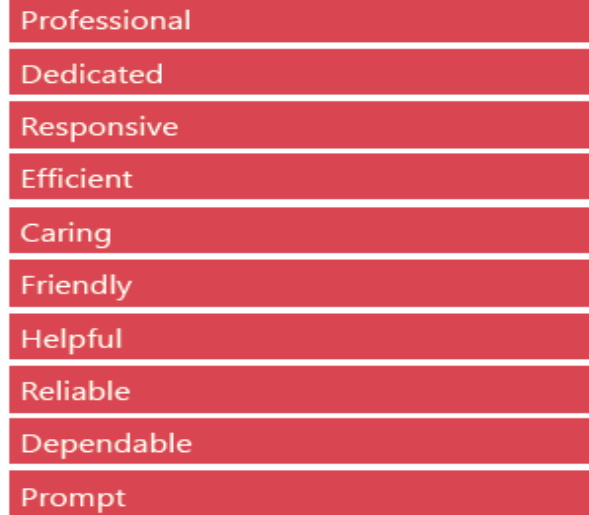 Professional
Dedicated
Responsive
Efficient
Caring
Friendly
Helpful
Reliable
Dependable
Prompt